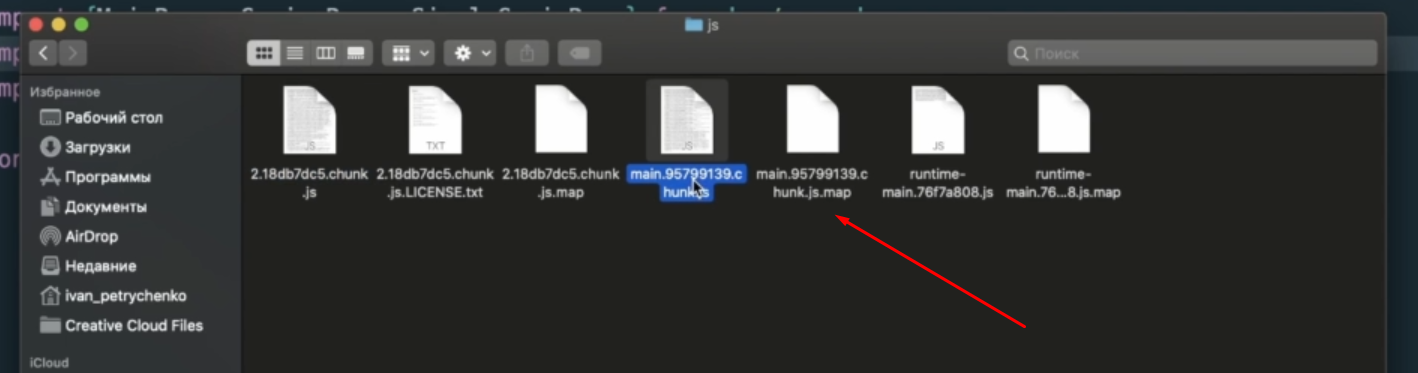 js
Поиск
Избранное
Рабочий стол
Загрузки
Программы
Документы
AirDrop
Недавние
ivan_petrychenko
Creative Cloud Files
iCloud
JS
TXT
JS
JS
2.18db7dc5.chunk
.js
2.18db7dc5.chunk
.js.LICENSE.txt
2.18db7dc5.chunk
.js.map
main.95799139.c
hunk.js
main.95799139.c
hunk.js.map
runtime-
main.76f7a808.js
runtime-
main.76...8.js.map